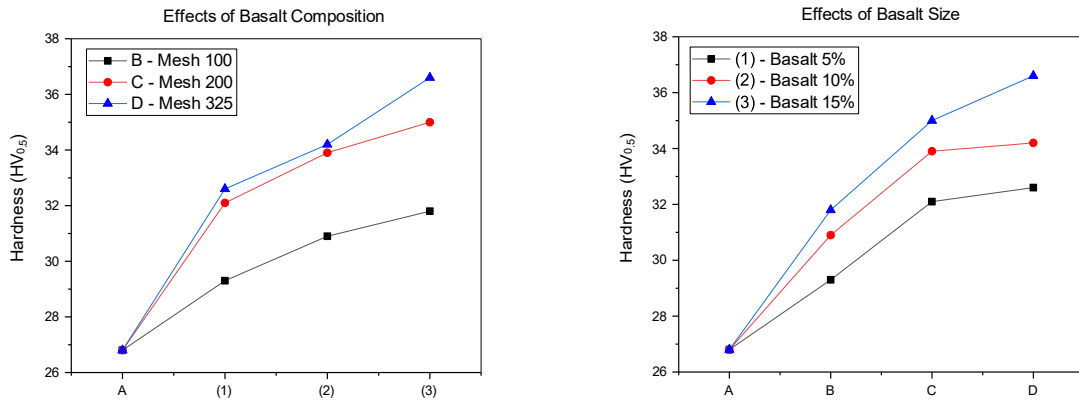 Effects of Basalt Composition
38
36
34
32
30
28
26
Hardness (HV0,5)
B - Mesh 100
C - Mesh 200
D - Mesh 325
A (1) (2) (3)
Effects of Basalt Size
38
36
34
32
30
28
26
Hardness (HV0,5)
(1) - Basalt 5%
(2) - Basalt 10%
(3) - Basalt 15%
A B C D